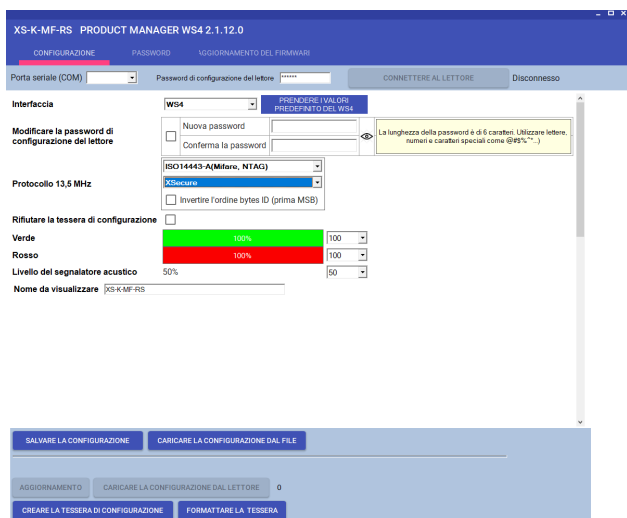 XS-K-MF-RS PRODUCT MANAGER WS4 2.1.12.0
CONFIGURAZIONE PASSWORD \GGIORNAMENTO DEL FIRMWARI
Porta seriale (COM) Password di configurazione del lettore ****** CONNETTERE AL LETTORE Disconnesso
Interfaccia WS4 PRENDERE I VALORI
PREDEFINITO DEL WS4
Modificare la password di
configurazione del lettore
Nuova password
Conferma la password
La lunghezza della password è di 6 caratteri. Utilizzare lettere,
numeri e caratteri speciali come @#$%^*...)
ISO14443-A(Mifare, NTAG)
Protocollo 13,5 MHz XSecure
Invertire l'ordine bytes ID (prima MSB)
Rifiutare la tessera di configurazione
Verde 100% 100
Rosso 100% 100
Livello del segnalatore acustico 50% 50
Nome da visualizzare XS-K-MF-RS
SALVARE LA CONFIGURAZIONE CARICARE LA CONFIGURAZIONE DAL FILE
AGGIORNAMENTO CARICARE LA CONFIGURAZIONE DAL LETTORE 0
CREARE LA TESSERA DI CONFIGURAZIONE FORMATTARE LA TESSERA